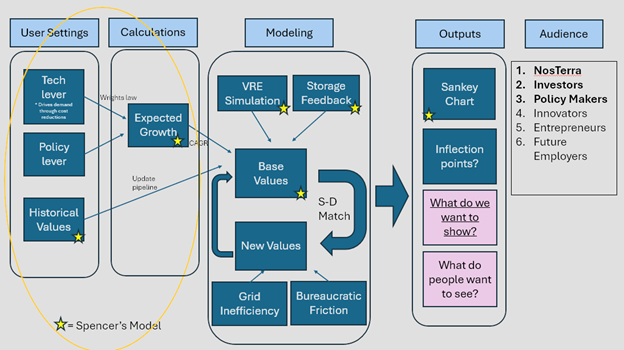 User Settings
Calculations
Modeling
Outputs
Audience
Tech
lever
* Drives demand
through cost
reductions
Policy
lever
Historical
Values
Wrights law
Expected
Growth
CAGR
Update
pipeline
VRE
Simulation
Storage
Feedback
Base
Values
S-D
Match
New Values
Grid
Inefficiency
Bureaucratic
Friction
Sankey
Chart
Inflection
points?
What do we
want to
show?
What do
people want
to see?
1. NosTerra
2. Investors
3. Policy Makers
4. Innovators
5. Entrepreneurs
6. Future
Employers
= Spencer's Model